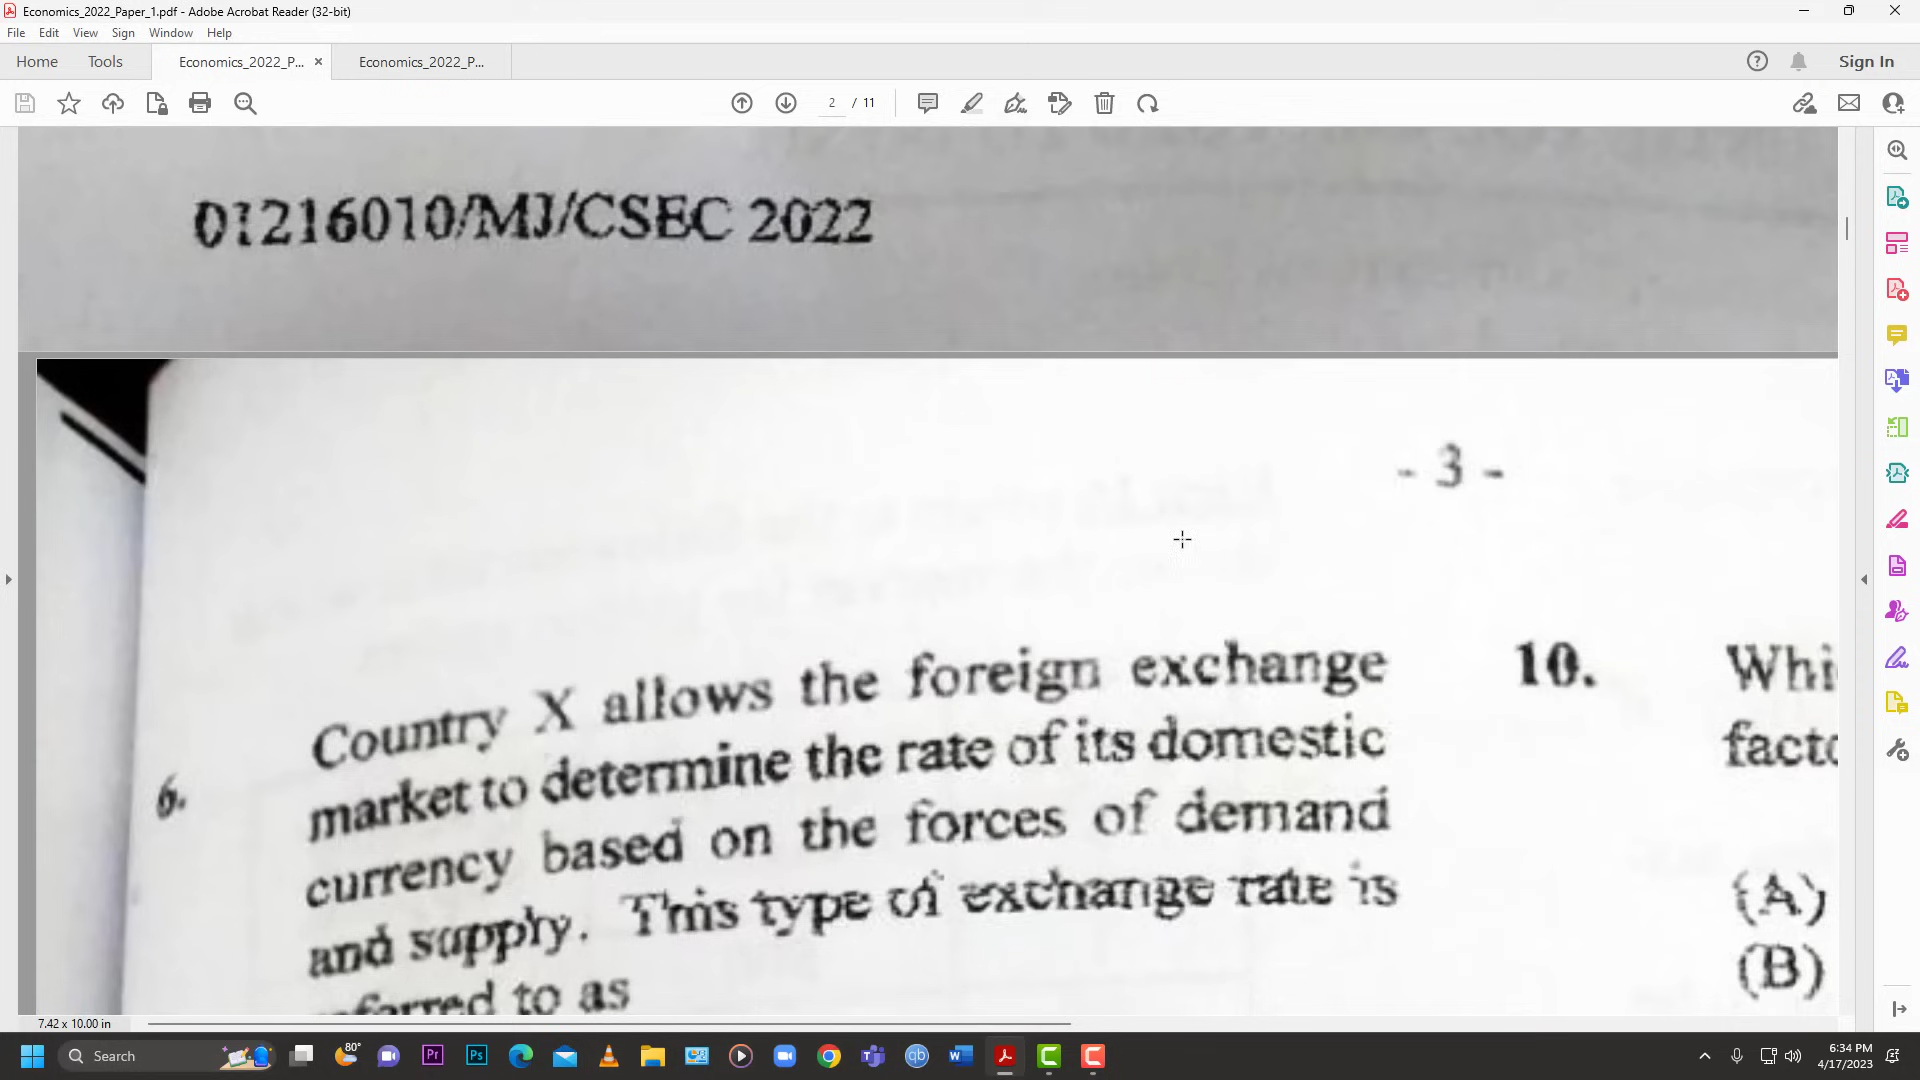 Economics_2022_Paper_1.pdf - Adobe Acrobat Reader (32-bit)
File Edit View Sign Window Help
Home Tools Economics_2022_P... × Economics_2022_P... Sign In
2 / 11
01216010/MJ/CSEC 2022
- 3 -
6.
Country X allows the foreign exchange
market to determine the rate of its domestic
currency based on the forces of demand
and supply. This type of exchange rate is
to as
10.
(A)
(B)
7.42 x 10.00 in
Search
80°
Pr
Ps
qb
6:34 PM
4/17/2023